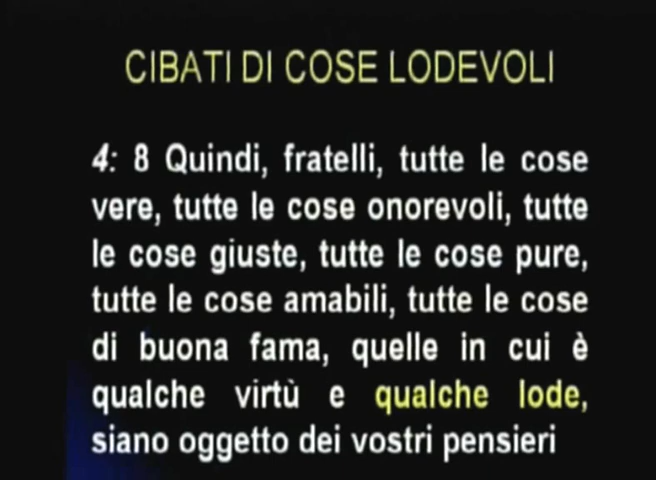 CIBATI DI COSE LODEVOLI
4: 8 Quindi, fratelli, tutte le cose
vere, tutte le cose onorevoli, tutte
le cose giuste, tutte le cose pure,
tutte le cose amabili, tutte le cose
di buona fama, quelle in cui è
qualche virtù e qualche lode,
siano oggetto dei vostri pensieri